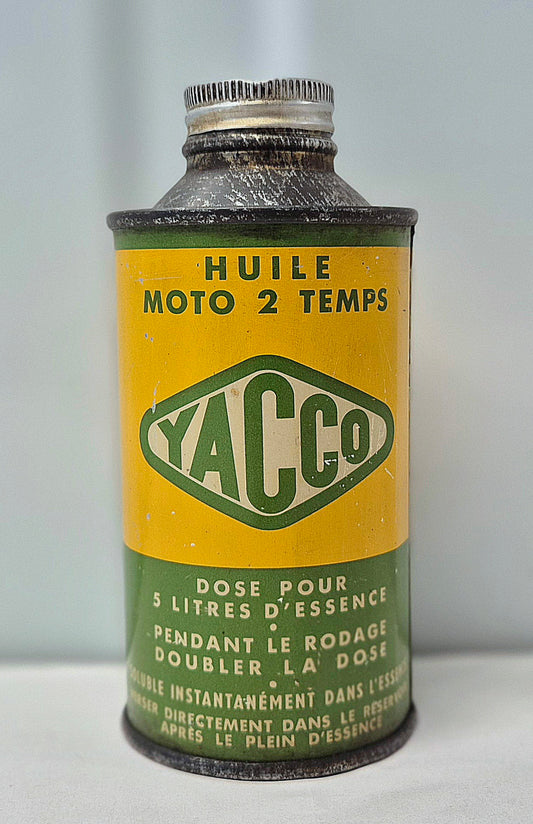 HUILE
MOTO 2 TEMPS
YACCO
DOSE POUR
5 LITRES D'ESSENCE
•
PENDANT LE RODAGE
DOUBLER LA DOSE
•
SOLUBLE INSTANTANÉMENT DANS L'ESSENCE
VERSER DIRECTEMENT DANS LE RÉSERVOIR
APRÈS LE PLEIN D'ESSENCE